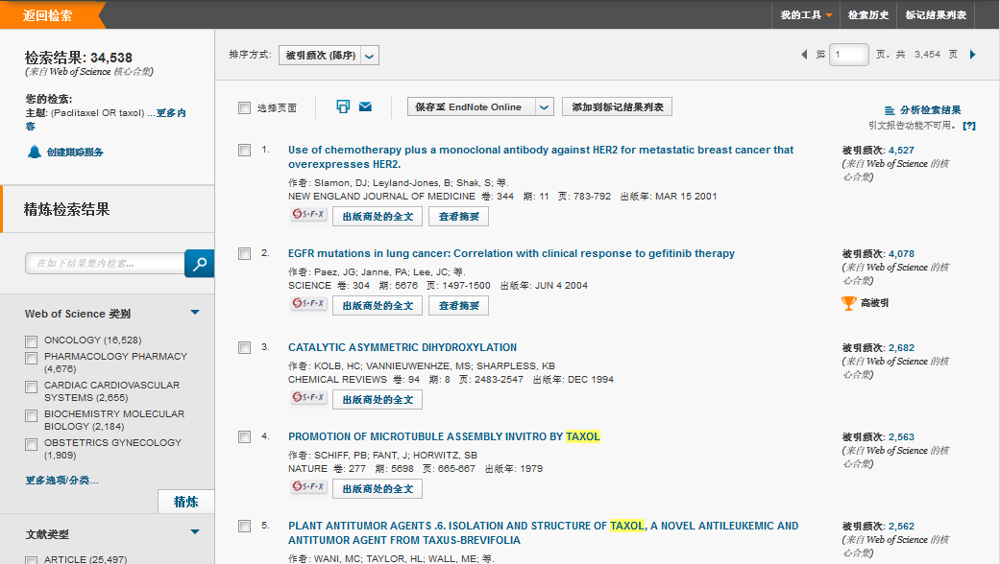 返回检索
我的工具
检索历史
标记结果列表
检索结果: 34,538
(来自 Web of Science 核心合集)
您的检索:
主题: (Paclitaxel OR taxol) ...更多内
容
创建跟踪服务
精炼检索结果
在如下结果集内检索...
Web of Science 类别
ONCOLOGY (16,528)
PHARMACOLOGY PHARMACY
(4,676)
CARDIAC CARDIOVASCULAR
SYSTEMS (2,655)
BIOCHEMISTRY MOLECULAR
BIOLOGY (2,184)
OBSTETRICS GYNECOLOGY
(1,909)
更多选项/分类...
精炼
文献类型
ARTICLE (25,497)
排序方式: 被引频次 (降序)
第 1 页，共 3,454 页
选择页面
保存至 EndNote Online
添加到标记结果列表
分析检索结果
引文报告功能不可用。 [?]
1. Use of chemotherapy plus a monoclonal antibody against HER2 for metastatic breast cancer that
overexpresses HER2.
作者: Slamon, DJ; Leyland-Jones, B; Shak, S; 等.
NEW ENGLAND JOURNAL OF MEDICINE 卷: 344 期: 11 页: 783-792 出版年: MAR 15 2001
S·F·X 出版商处的全文 查看摘要
被引频次: 4,527
(来自 Web of Science 的核
心合集)
2. EGFR mutations in lung cancer: Correlation with clinical response to gefitinib therapy
作者: Paez, JG; Janne, PA; Lee, JC; 等.
SCIENCE 卷: 304 期: 5676 页: 1497-1500 出版年: JUN 4 2004
S·F·X 出版商处的全文 查看摘要
被引频次: 4,078
(来自 Web of Science 的核
心合集)
高被引
3. CATALYTIC ASYMMETRIC DIHYDROXYLATION
作者: KOLB, HC; VANNIEUWENHZE, MS; SHARPLESS, KB
CHEMICAL REVIEWS 卷: 94 期: 8 页: 2483-2547 出版年: DEC 1994
S·F·X 出版商处的全文
被引频次: 2,682
(来自 Web of Science 的核
心合集)
4. PROMOTION OF MICROTUBULE ASSEMBLY INVITRO BY TAXOL
作者: SCHIFF, PB; FANT, J; HORWITZ, SB
NATURE 卷: 277 期: 5698 页: 665-667 出版年: 1979
S·F·X 出版商处的全文
被引频次: 2,563
(来自 Web of Science 的核
心合集)
5. PLANT ANTITUMOR AGENTS .6. ISOLATION AND STRUCTURE OF TAXOL, A NOVEL ANTILEUKEMIC AND
ANTITUMOR AGENT FROM TAXUS-BREVIFOLIA
作者: WANI, MC; TAYLOR, HL; WALL, ME; 等.
被引频次: 2,562
(来自 Web of Science 的核
心合集)